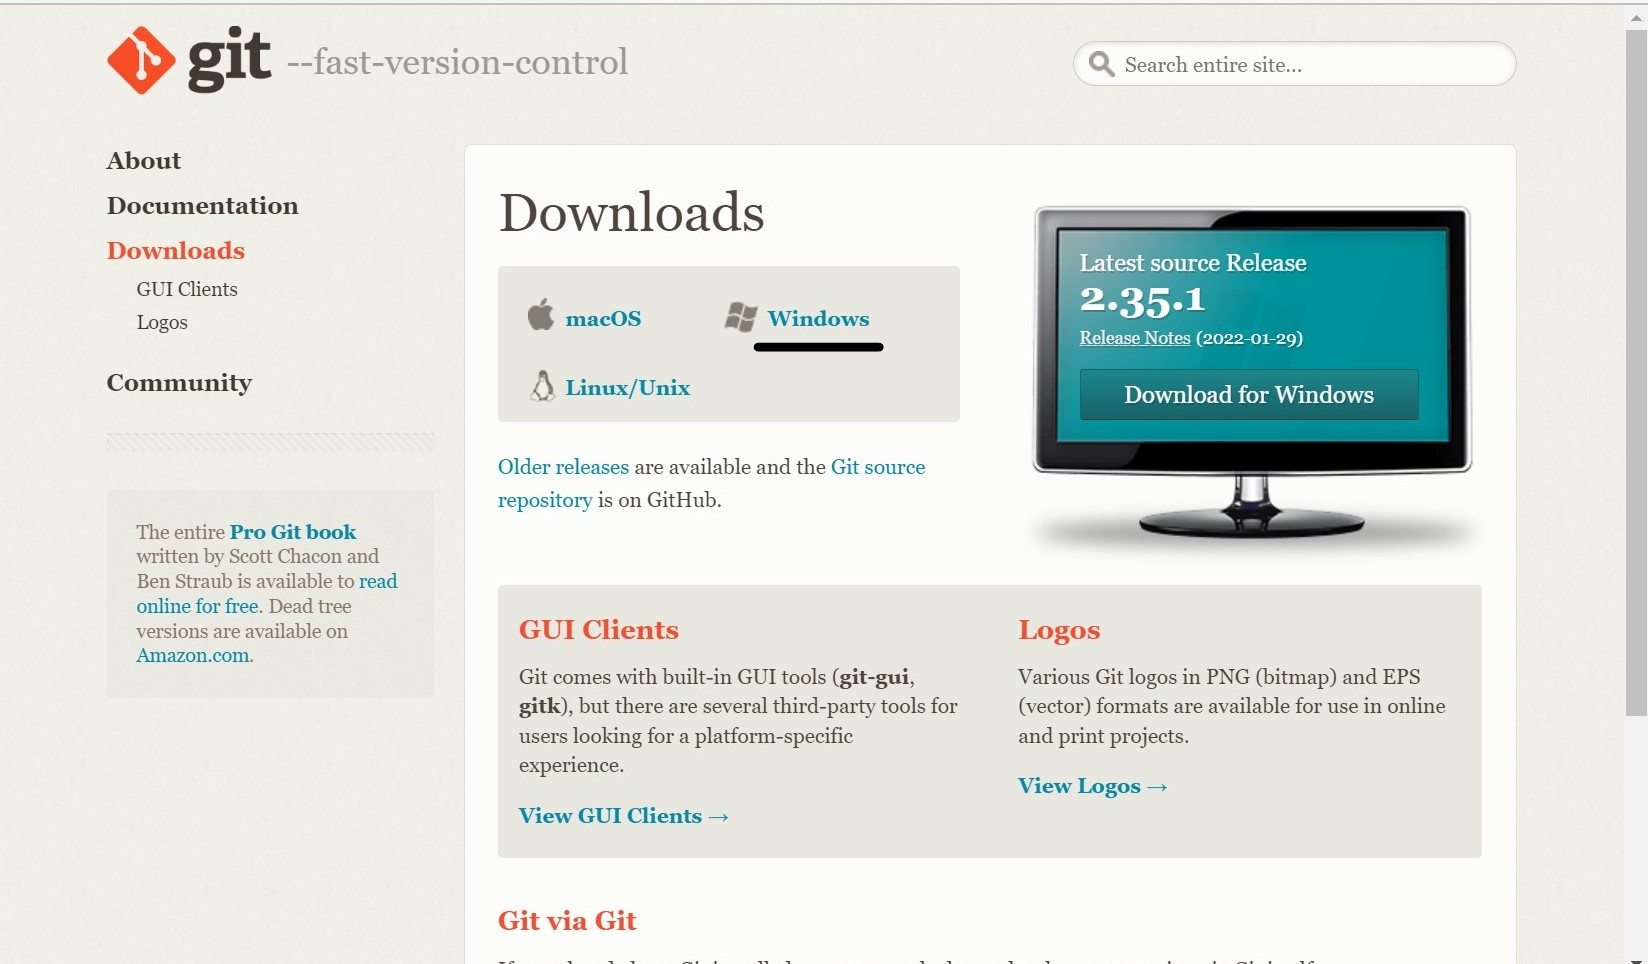 git --fast-version-control
Search entire site...
About
Documentation
Downloads
GUI Clients
Logos
Community
The entire Pro Git book
written by Scott Chacon and
Ben Straub is available to read
online for free. Dead tree
versions are available on
Amazon.com.
Downloads
macOS
Windows
Linux/Unix
Older releases are available and the Git source
repository is on GitHub.
Latest source Release
2.35.1
Release Notes (2022-01-29)
Download for Windows
GUI Clients
Git comes with built-in GUI tools (git-gui,
gitk), but there are several third-party tools for
users looking for a platform-specific
experience.
View GUI Clients →
Logos
Various Git logos in PNG (bitmap) and EPS
(vector) formats are available for use in online
and print projects.
View Logos →
Git via Git